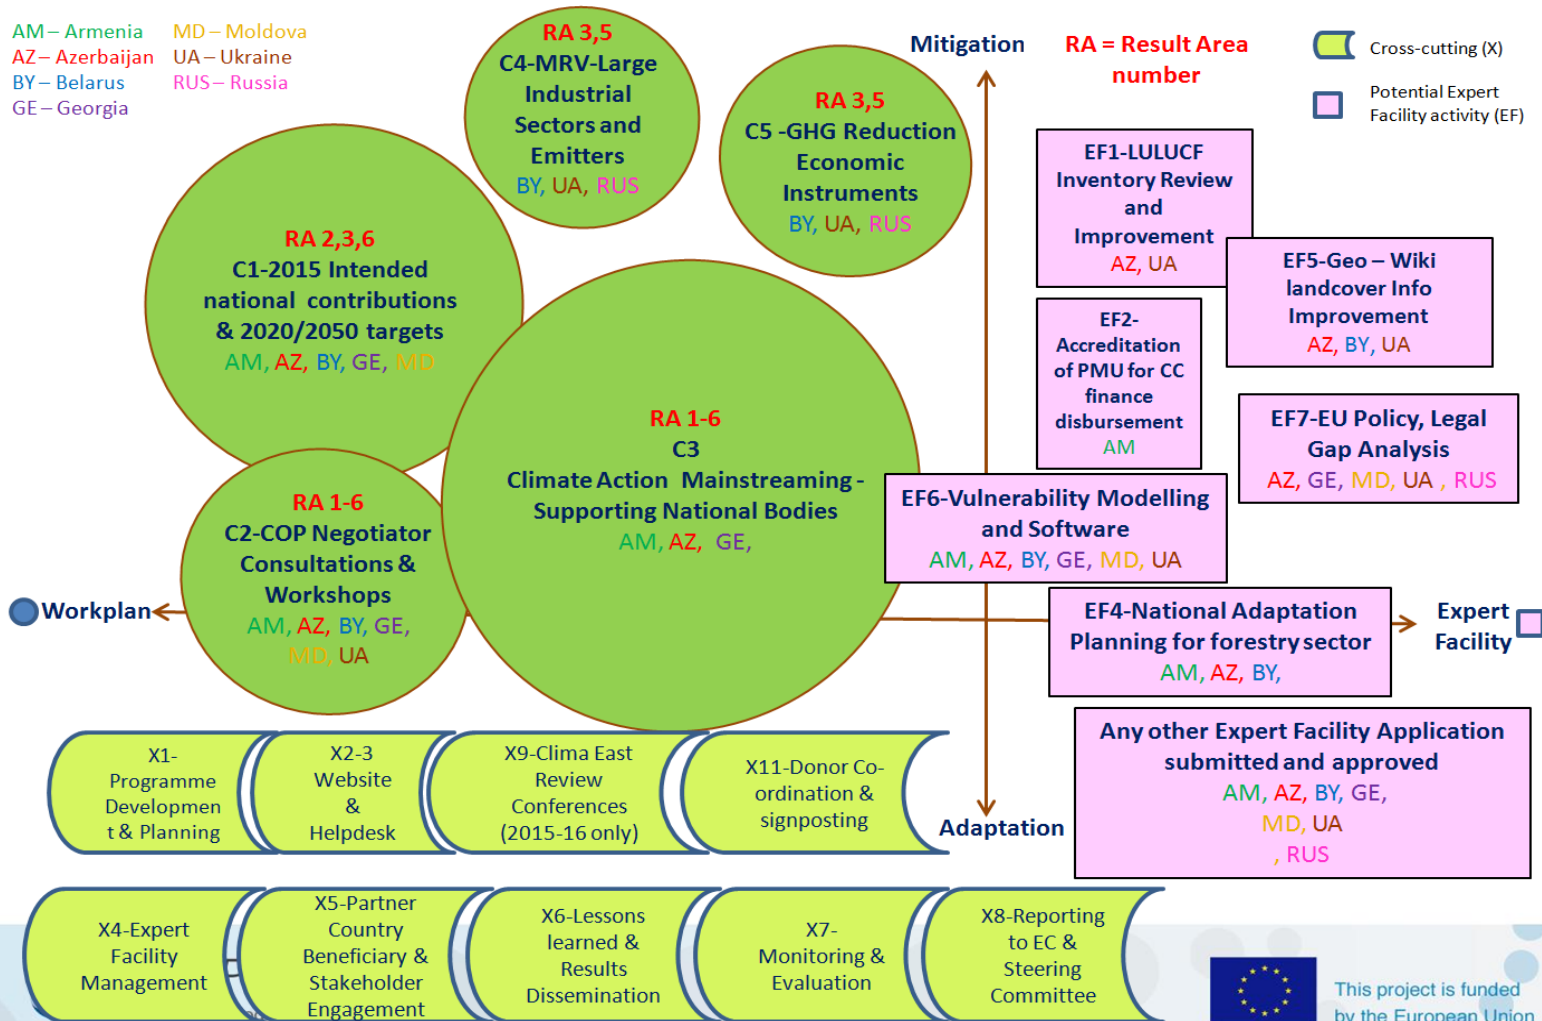 AM – Armenia
AZ – Azerbaijan
BY – Belarus
GE – Georgia
MD – Moldova
UA – Ukraine
RUS – Russia
RA 3,5
C4-MRV-Large
Industrial
Sectors and
Emitters
BY, UA, RUS
RA 3,5
C5 -GHG Reduction
Economic
Instruments
BY, UA, RUS
Mitigation
RA = Result Area
number
Cross-cutting (X)
Potential Expert
Facility activity (EF)
RA 2,3,6
C1-2015 Intended
national contributions
& 2020/2050 targets
AM, AZ, BY, GE, MD
RA 1-6
C3
Climate Action Mainstreaming -
Supporting National Bodies
AM, AZ, GE,
RA 1-6
C2-COP Negotiator
Consultations &
Workshops
AM, AZ, BY, GE,
MD, UA
Workplan
EF1-LULUCF
Inventory Review
and
Improvement
AZ, UA
EF5-Geo – Wiki
landcover Info
Improvement
AZ, BY, UA
EF2-
Accreditation
of PMU for CC
finance
disbursement
AM
EF7-EU Policy, Legal
Gap Analysis
AZ, GE, MD, UA , RUS
EF6-Vulnerability Modelling
and Software
AM, AZ, BY, GE, MD, UA
EF4-National Adaptation
Planning for forestry sector
AM, AZ, BY,
Expert
Facility
Any other Expert Facility Application
submitted and approved
AM, AZ, BY, GE,
MD, UA
, RUS
Adaptation
X1-
Programme
Developmen
t & Planning
X2-3
Website
&
Helpdesk
X9-Clima East
Review
Conferences
(2015-16 only)
X11-Donor Co-
ordination &
signposting
X4-Expert
Facility
Management
X5-Partner
Country
Beneficiary &
Stakeholder
Engagement
X6-Lessons
learned &
Results
Dissemination
X7-
Monitoring &
Evaluation
X8-Reporting
to EC &
Steering
Committee
This project is funded
by the European Union